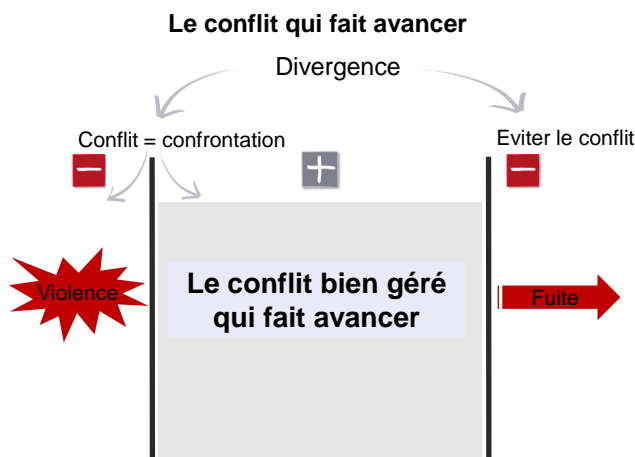 Le conflit qui fait avancer
Divergence
Conflit = confrontation
Eviter le conflit
Violence
Le conflit bien géré
qui fait avancer
Fuite